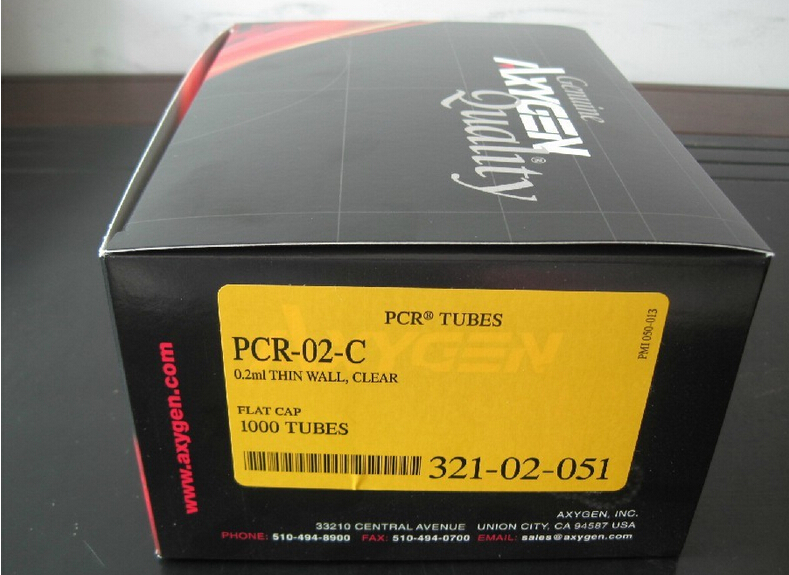 Genuine
AXYGEN®
Quality
PCR® TUBES
PCR-02-C
0.2ml THIN WALL, CLEAR
FLAT CAP
1000 TUBES
321-02-051
PM1050-013
AXYGEN
www.axygen.com
AXYGEN, INC.
33210 CENTRAL AVENUE UNION CITY, CA 94587 USA
PHONE: 510-494-8900 FAX: 510-494-0700 EMAIL: sales@axygen.com